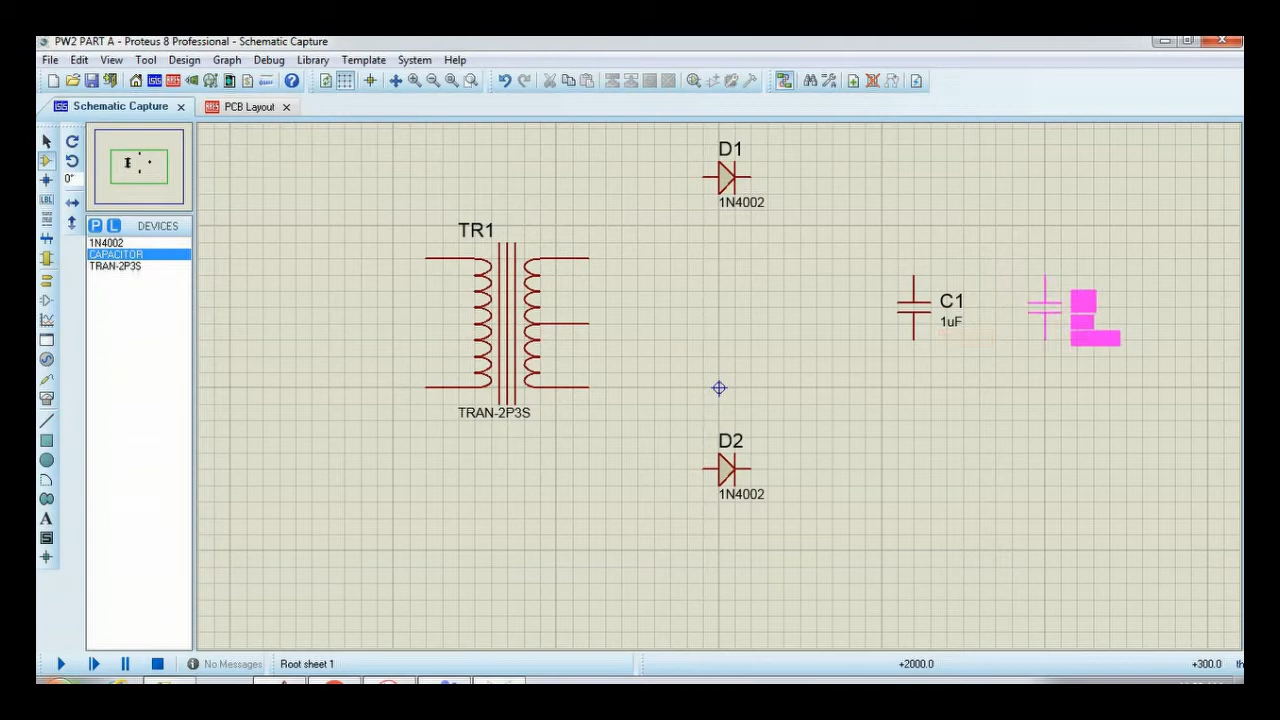 PW2 PART A - Proteus 8 Professional - Schematic Capture
File Edit View Tool Design Graph Debug Library Template System Help
Schematic Capture
PCB Layout
0°
LBL
P L DEVICES
1N4002
CAPACITOR
TRAN-2P3S
A
D1
1N4002
TR1
TRAN-2P3S
C1
1uF
D2
1N4002
No Messages
Root sheet 1
+2000.0
+300.0
th